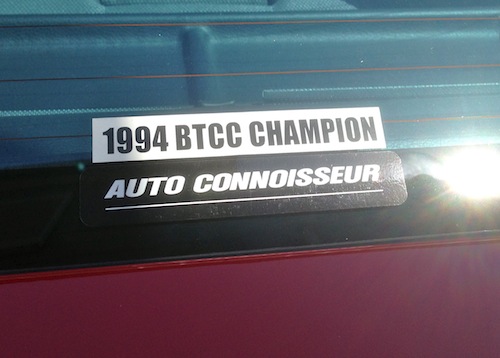 1994 BTCC CHAMPION
AUTO CONNOISSEUR